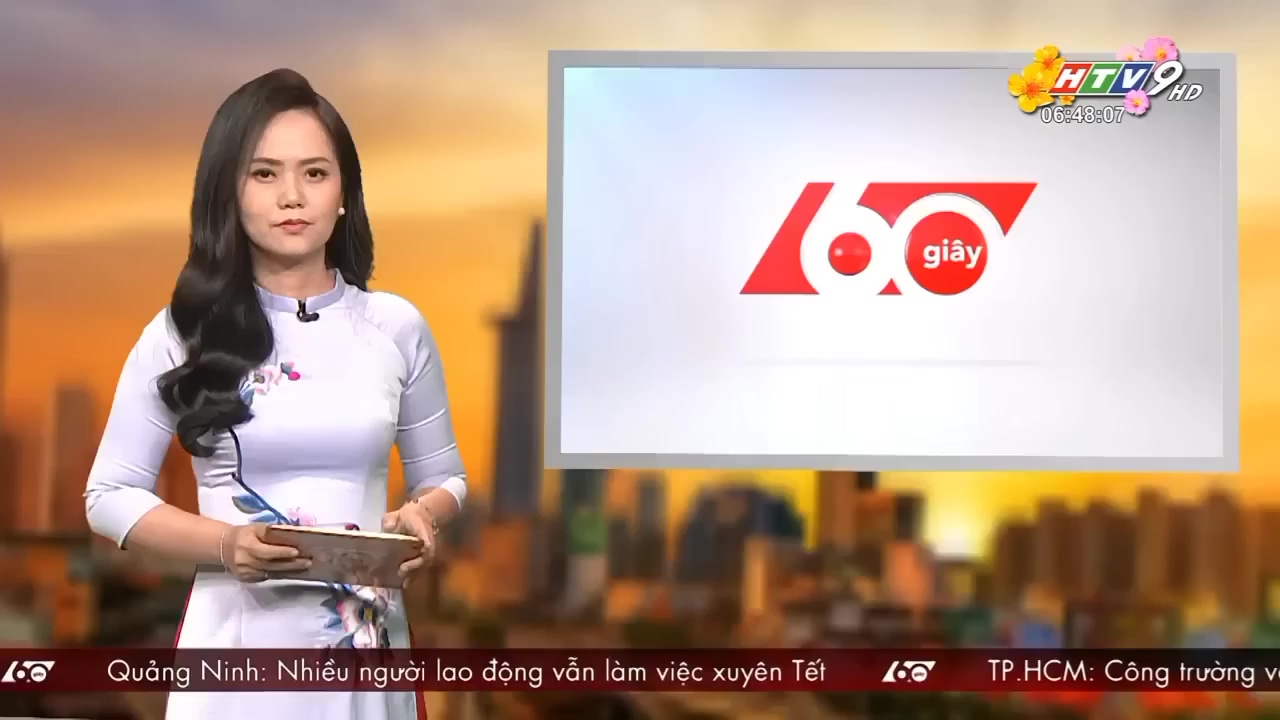 HTV9 HD
06:48:07
60 giây
Quảng Ninh: Nhiều người lao động vẫn làm việc xuyên Tết
TP.HCM: Công trường